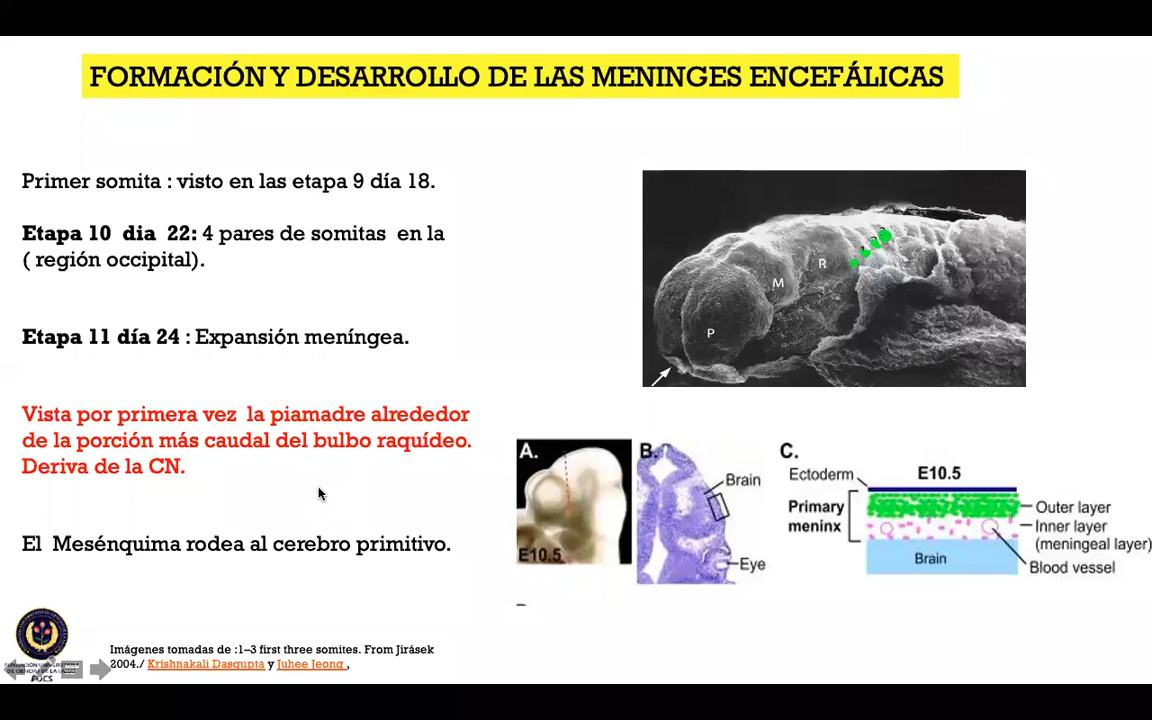 FORMACIÓN Y DESARROLLO DE LAS MENINGES ENCEFÁLICAS
Primer somita : visto en las etapa 9 día 18.
Etapa 10 dia 22: 4 pares de somitas en la
( región occipital).
Etapa 11 día 24 : Expansión meníngea.
Vista por primera vez la piamadre alrededor
de la porción más caudal del bulbo raquídeo.
Deriva de la CN.
El Mesénquima rodea al cerebro primitivo.
P
M
R
A.
E10.5
B.
Brain
Eye
C.
E10.5
Ectoderm
Primary
meninx
Outer layer
Inner layer
(meningeal layer)
Blood vessel
Brain
Imágenes tomadas de :1–3 first three somites. From Jirásek
2004./ Krishnakali Dasgupta y Juhee Jeong ,
FUCS